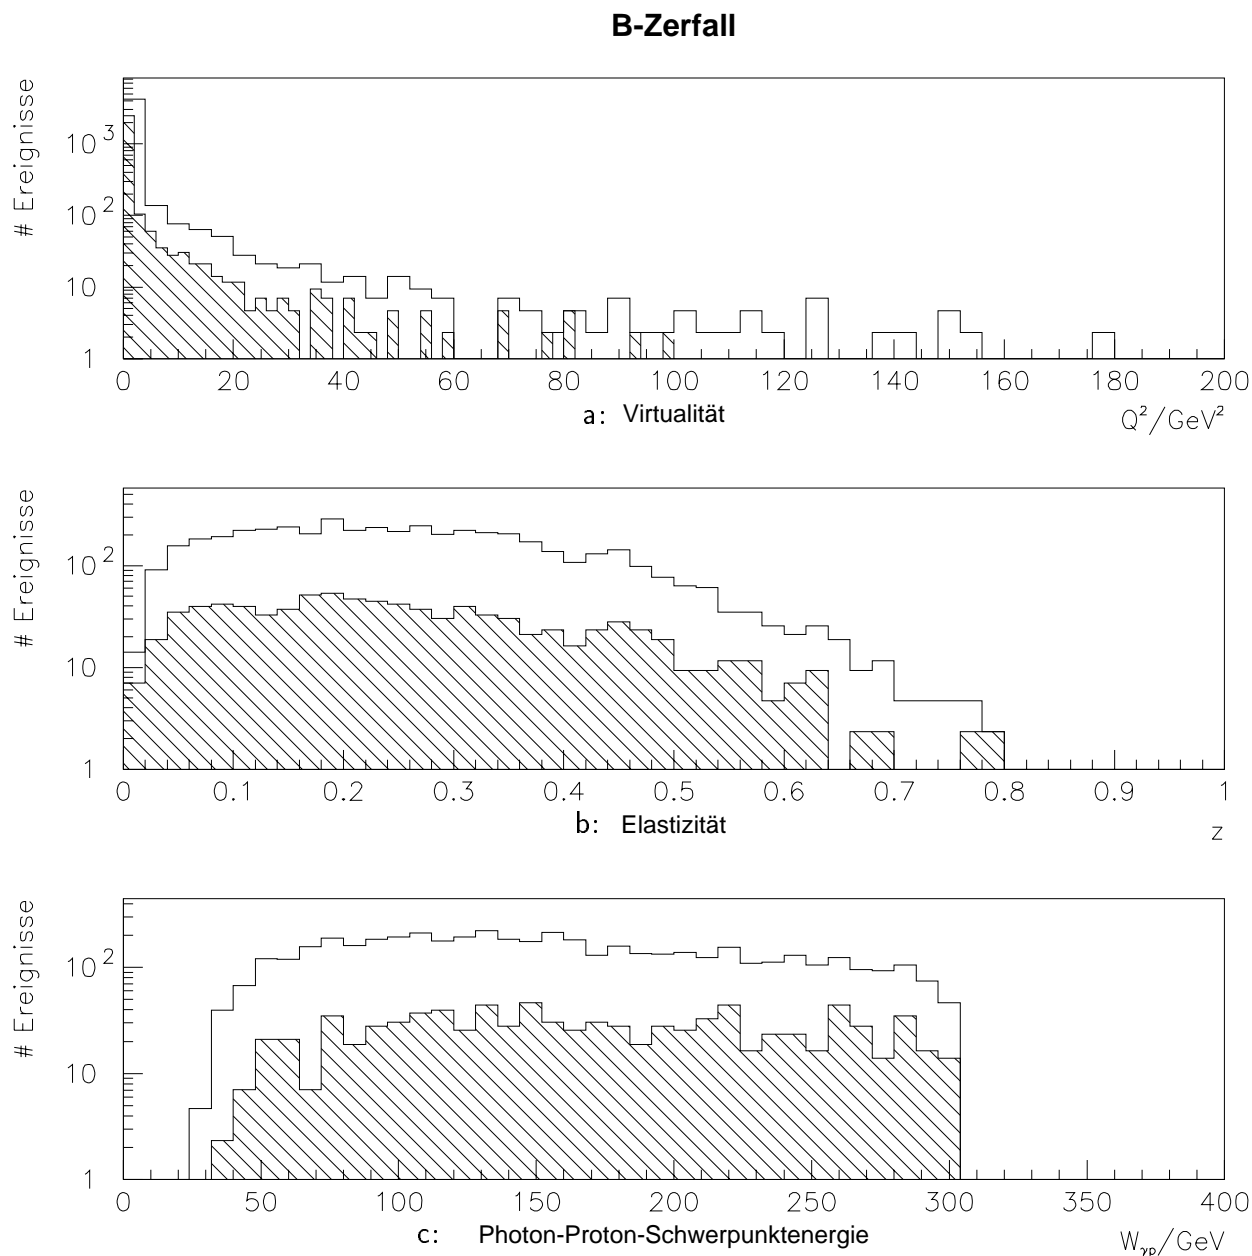 B-Zerfall
# Ereignisse
10³
10²
10
1
0 20 40 60 80 100 120 140 160 180 200
a: Virtualität
Q²/GeV²
# Ereignisse
10²
10
1
0 0.1 0.2 0.3 0.4 0.5 0.6 0.7 0.8 0.9 1
b: Elastizität
z
# Ereignisse
10²
10
1
0 50 100 150 200 250 300 350 400
c: Photon-Proton-Schwerpunktenergie
Wγp/GeV